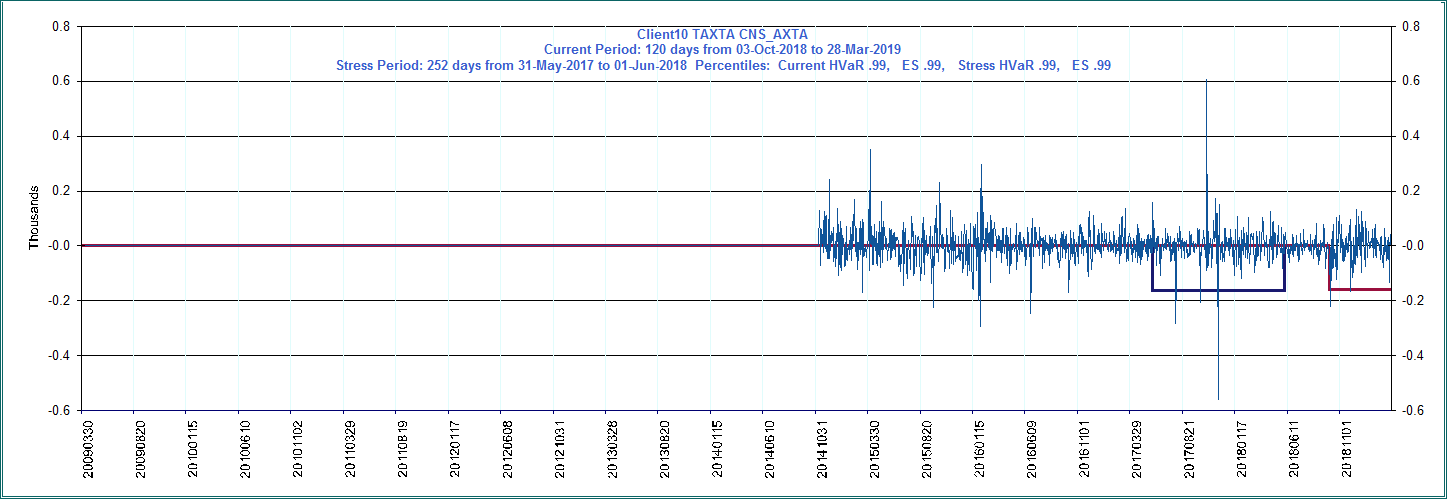 Client10 TAXTA CNS_AXTA
Current Period: 120 days from 03-Oct-2018 to 28-Mar-2019
Stress Period: 252 days from 31-May-2017 to 01-Jun-2018 Percentiles: Current HVaR .99, ES .99, Stress HVaR .99, ES .99
0.8 0.8
0.6 0.6
0.4 0.4
0.2 0.2
Thousands
-0.0 -0.0
-0.2 -0.2
-0.4 -0.4
-0.6 -0.6
20090330 20090820 20100115 20100610 20101102 20110329 20110819 20120117 20120608 20121031 20130328 20130820 20140115 20140610 20141031 20150330 20150820 20160115 20160609 20161101 20170329 20170821 20180117 20180611 20181101